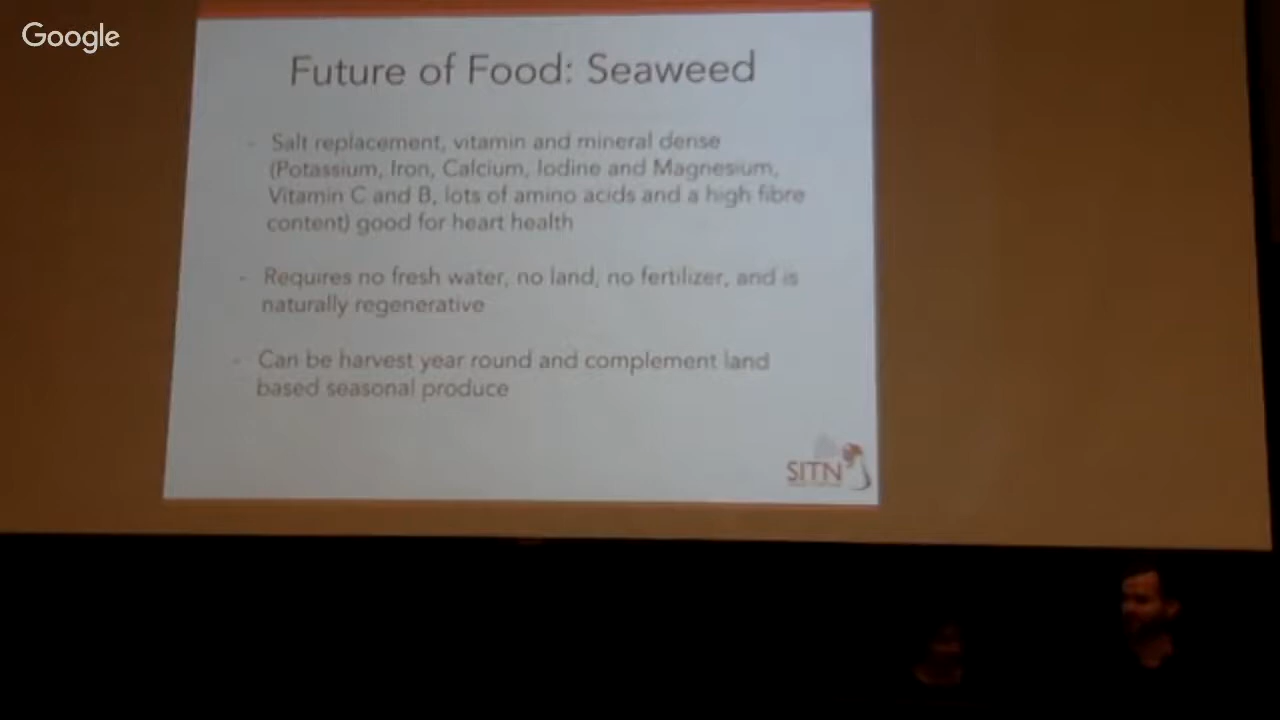 Google
Future of Food: Seaweed
- Salt replacement, vitamin and mineral dense
(Potassium, Iron, Calcium, Iodine and Magnesium,
Vitamin C and B, lots of amino acids and a high fibre
content) good for heart health
- Requires no fresh water, no land, no fertilizer, and is
naturally regenerative
- Can be harvest year round and complement land
based seasonal produce
SITN